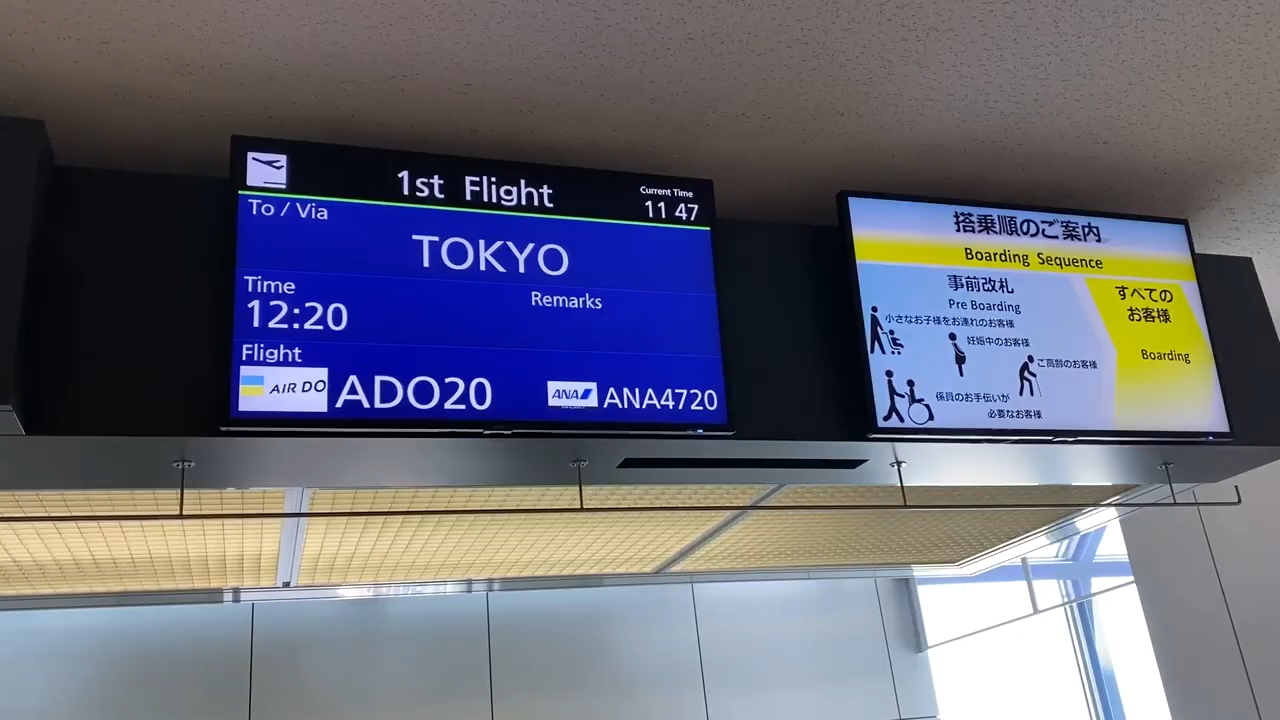 1st Flight
Current Time
11 47
To / Via
TOKYO
Time
Remarks
12:20
Flight
AIR DO ADO20
ANA ANA4720
搭乗順のご案内
Boarding Sequence
事前改札
Pre Boarding
小さなお子様をお連れのお客様
妊娠中のお客様
ご高齢のお客様
係員のお手伝いが
必要なお客様
すべての
お客様
Boarding